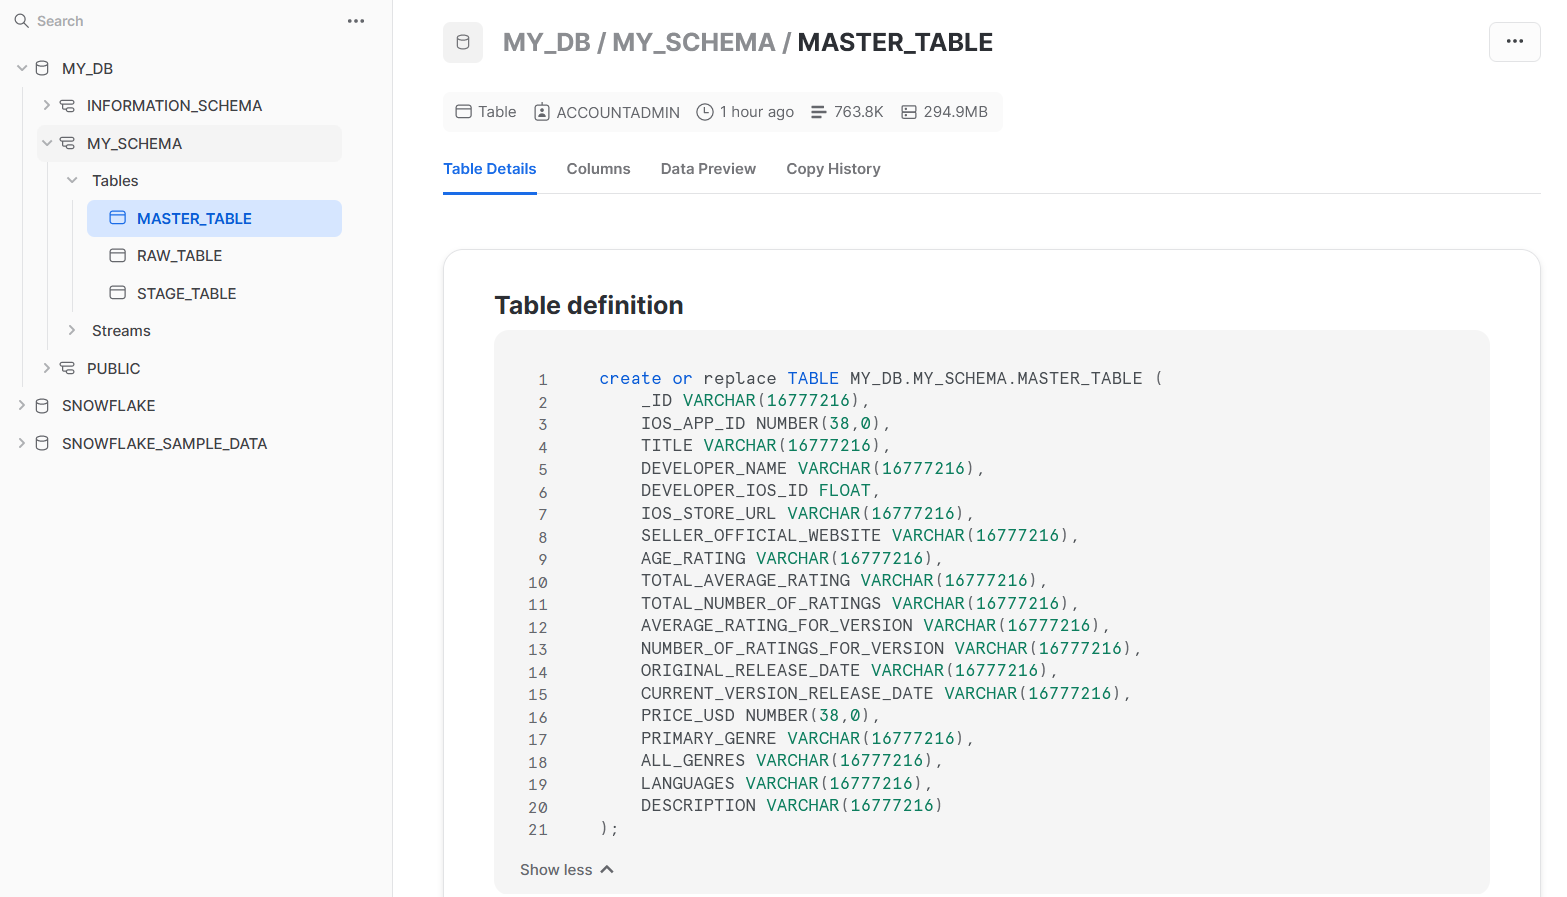 Search
MY_DB
INFORMATION_SCHEMA
MY_SCHEMA
Tables
MASTER_TABLE
RAW_TABLE
STAGE_TABLE
Streams
PUBLIC
SNOWFLAKE
SNOWFLAKE_SAMPLE_DATA
MY_DB / MY_SCHEMA / MASTER_TABLE
Table ACCOUNTADMIN 1 hour ago 763.8K 294.9MB
Table Details Columns Data Preview Copy History
Table definition
1 create or replace TABLE MY_DB.MY_SCHEMA.MASTER_TABLE (
2 _ID VARCHAR(16777216),
3 IOS_APP_ID NUMBER(38,0),
4 TITLE VARCHAR(16777216),
5 DEVELOPER_NAME VARCHAR(16777216),
6 DEVELOPER_IOS_ID FLOAT,
7 IOS_STORE_URL VARCHAR(16777216),
8 SELLER_OFFICIAL_WEBSITE VARCHAR(16777216),
9 AGE_RATING VARCHAR(16777216),
10 TOTAL_AVERAGE_RATING VARCHAR(16777216),
11 TOTAL_NUMBER_OF_RATINGS VARCHAR(16777216),
12 AVERAGE_RATING_FOR_VERSION VARCHAR(16777216),
13 NUMBER_OF_RATINGS_FOR_VERSION VARCHAR(16777216),
14 ORIGINAL_RELEASE_DATE VARCHAR(16777216),
15 CURRENT_VERSION_RELEASE_DATE VARCHAR(16777216),
16 PRICE_USD NUMBER(38,0),
17 PRIMARY_GENRE VARCHAR(16777216),
18 ALL_GENRES VARCHAR(16777216),
19 LANGUAGES VARCHAR(16777216),
20 DESCRIPTION VARCHAR(16777216)
21 );
Show less